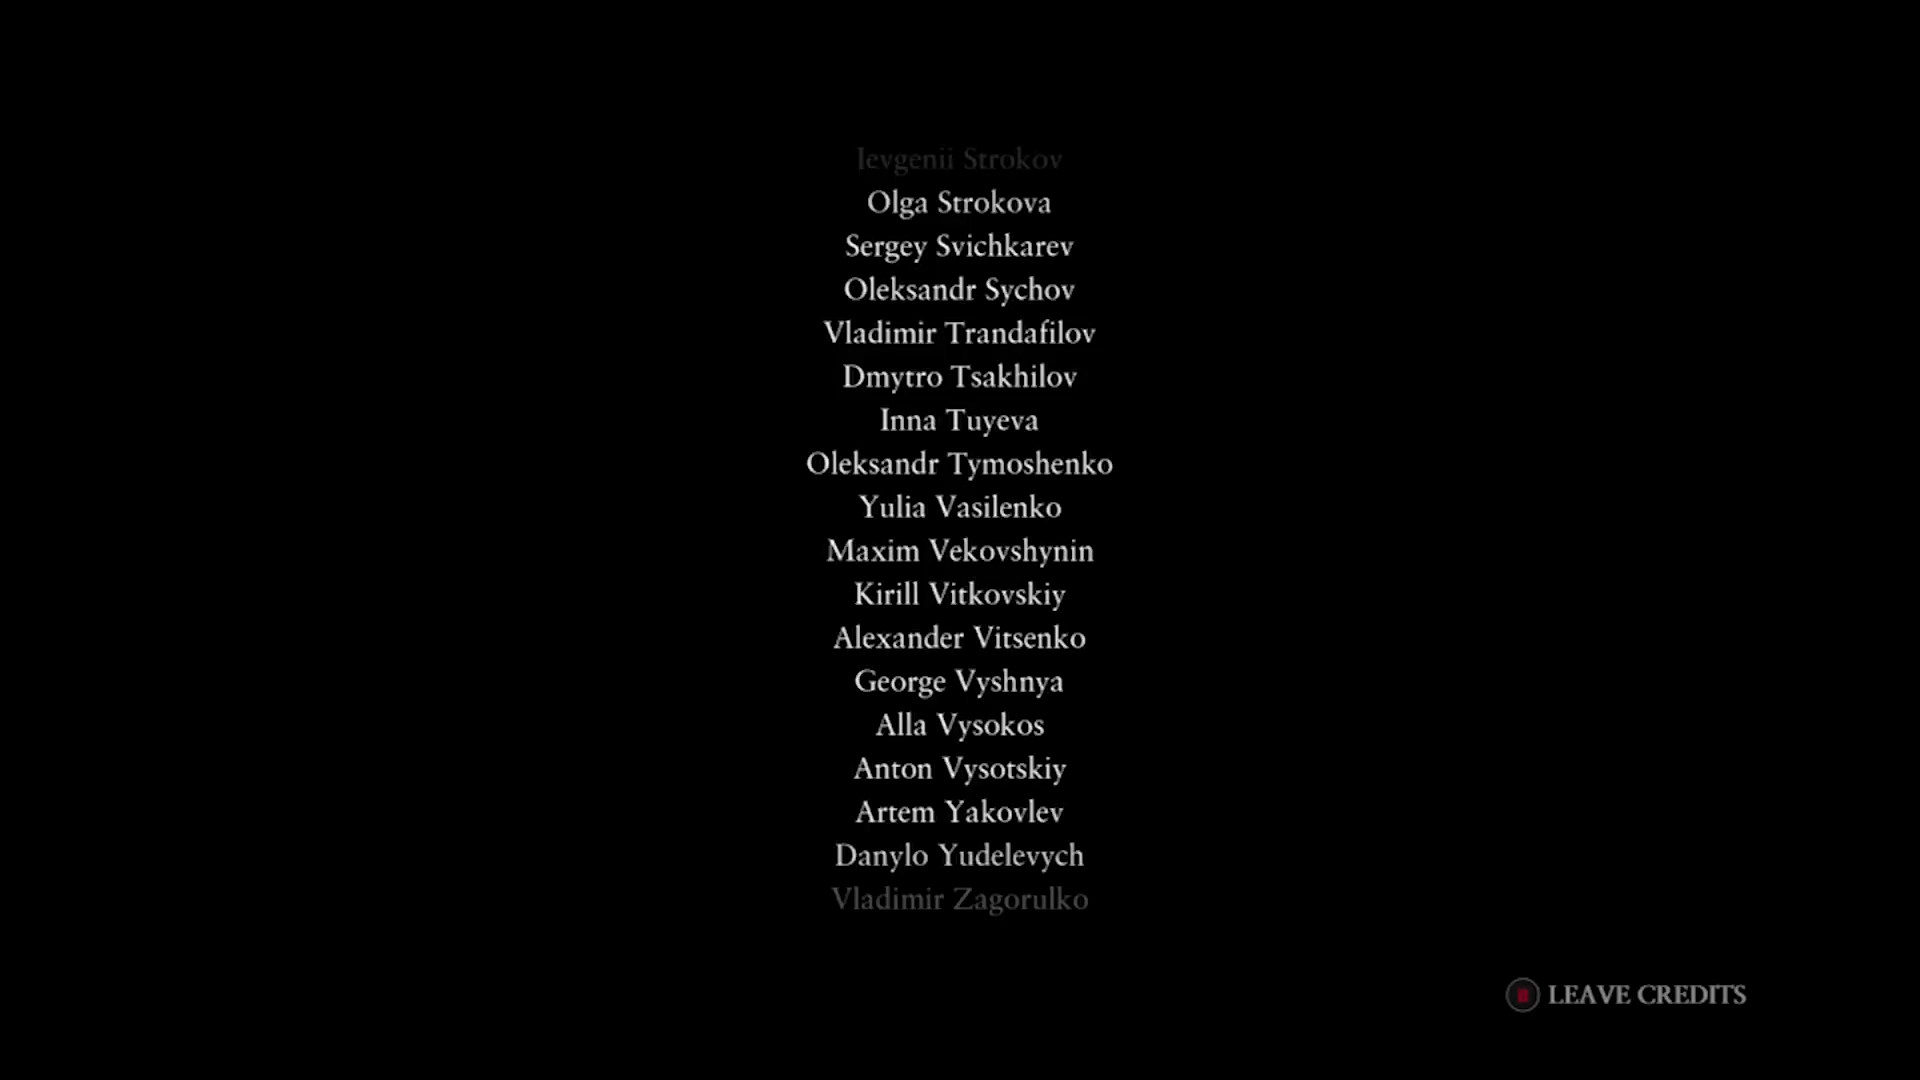 Ievgenii Strokov
Olga Strokova
Sergey Svichkarev
Oleksandr Sychov
Vladimir Trandafilov
Dmytro Tsakhilov
Inna Tuyeva
Oleksandr Tymoshenko
Yulia Vasilenko
Maxim Vekovshynin
Kirill Vitkovskiy
Alexander Vitsenko
George Vyshnya
Alla Vysokos
Anton Vysotskiy
Artem Yakovlev
Danylo Yudelevych
Vladimir Zagorulko
LEAVE CREDITS